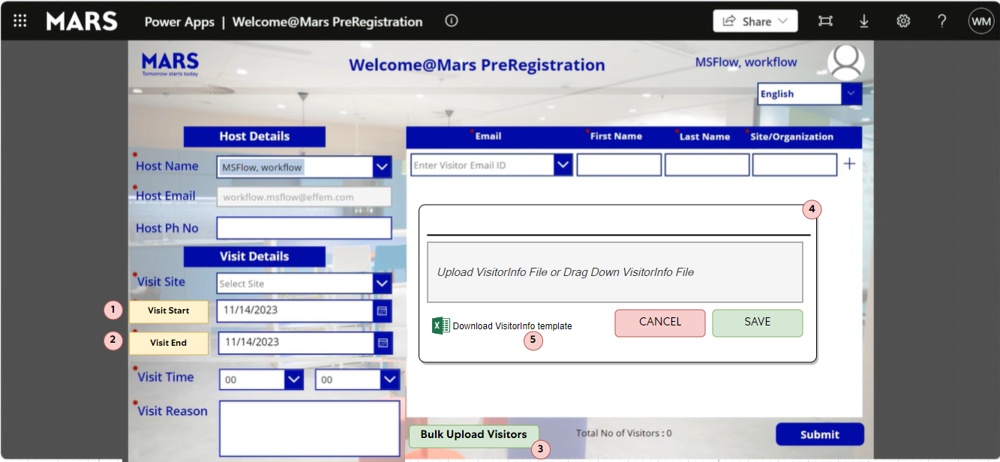 MARS Power Apps | Welcome@Mars PreRegistration Share ? WM
MARS
Tomorrow starts today
Welcome@Mars PreRegistration
MSFlow, workflow
English
Host Details
* Host Name MSFlow, workflow
* Host Email workflow.msflow@effem.com
Host Ph No
Visit Details
* Visit Site Select Site
1 Visit Start 11/14/2023
2 * Visit End 11/14/2023
* Visit Time 00 00
* Visit Reason
* Email * First Name * Last Name * Site/Organization
Enter Visitor Email ID +
4
Upload VisitorInfo File or Drag Down VisitorInfo File
Download VisitorInfo template
5
CANCEL SAVE
Bulk Upload Visitors
3
Total No of Visitors : 0
Submit